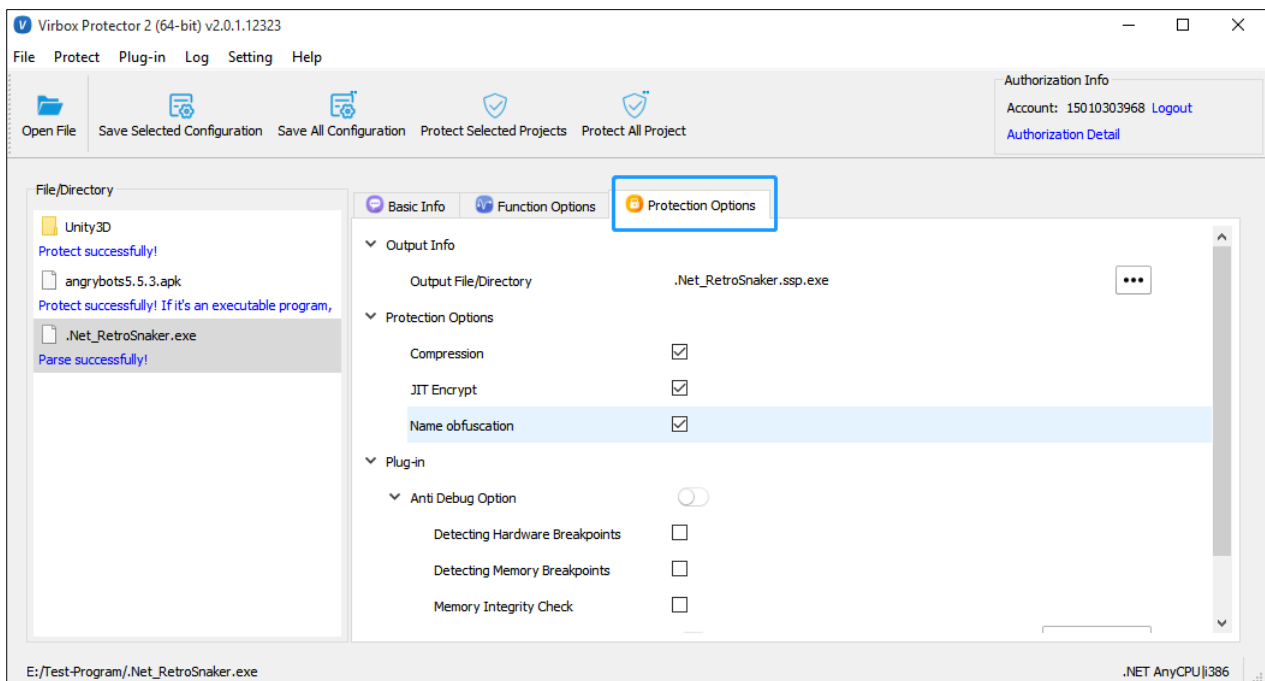 Virbox Protector 2 (64-bit) v2.0.1.12323
File Protect Plug-in Log Setting Help
Authorization Info
Account: 15010303968 Logout
Authorization Detail
Open File Save Selected Configuration Save All Configuration Protect Selected Projects Protect All Project
File/Directory
Unity3D
Protect successfully!
angrybots5.5.3.apk
Protect successfully! If it's an executable program,
.Net_RetroSnaker.exe
Parse successfully!
Basic Info Function Options Protection Options
Output Info
Output File/Directory .Net_RetroSnaker.ssp.exe
Protection Options
Compression
JIT Encrypt
Name obfuscation
Plug-in
Anti Debug Option
Detecting Hardware Breakpoints
Detecting Memory Breakpoints
Memory Integrity Check
E:/Test-Program/.Net_RetroSnaker.exe .NET AnyCPU|i386